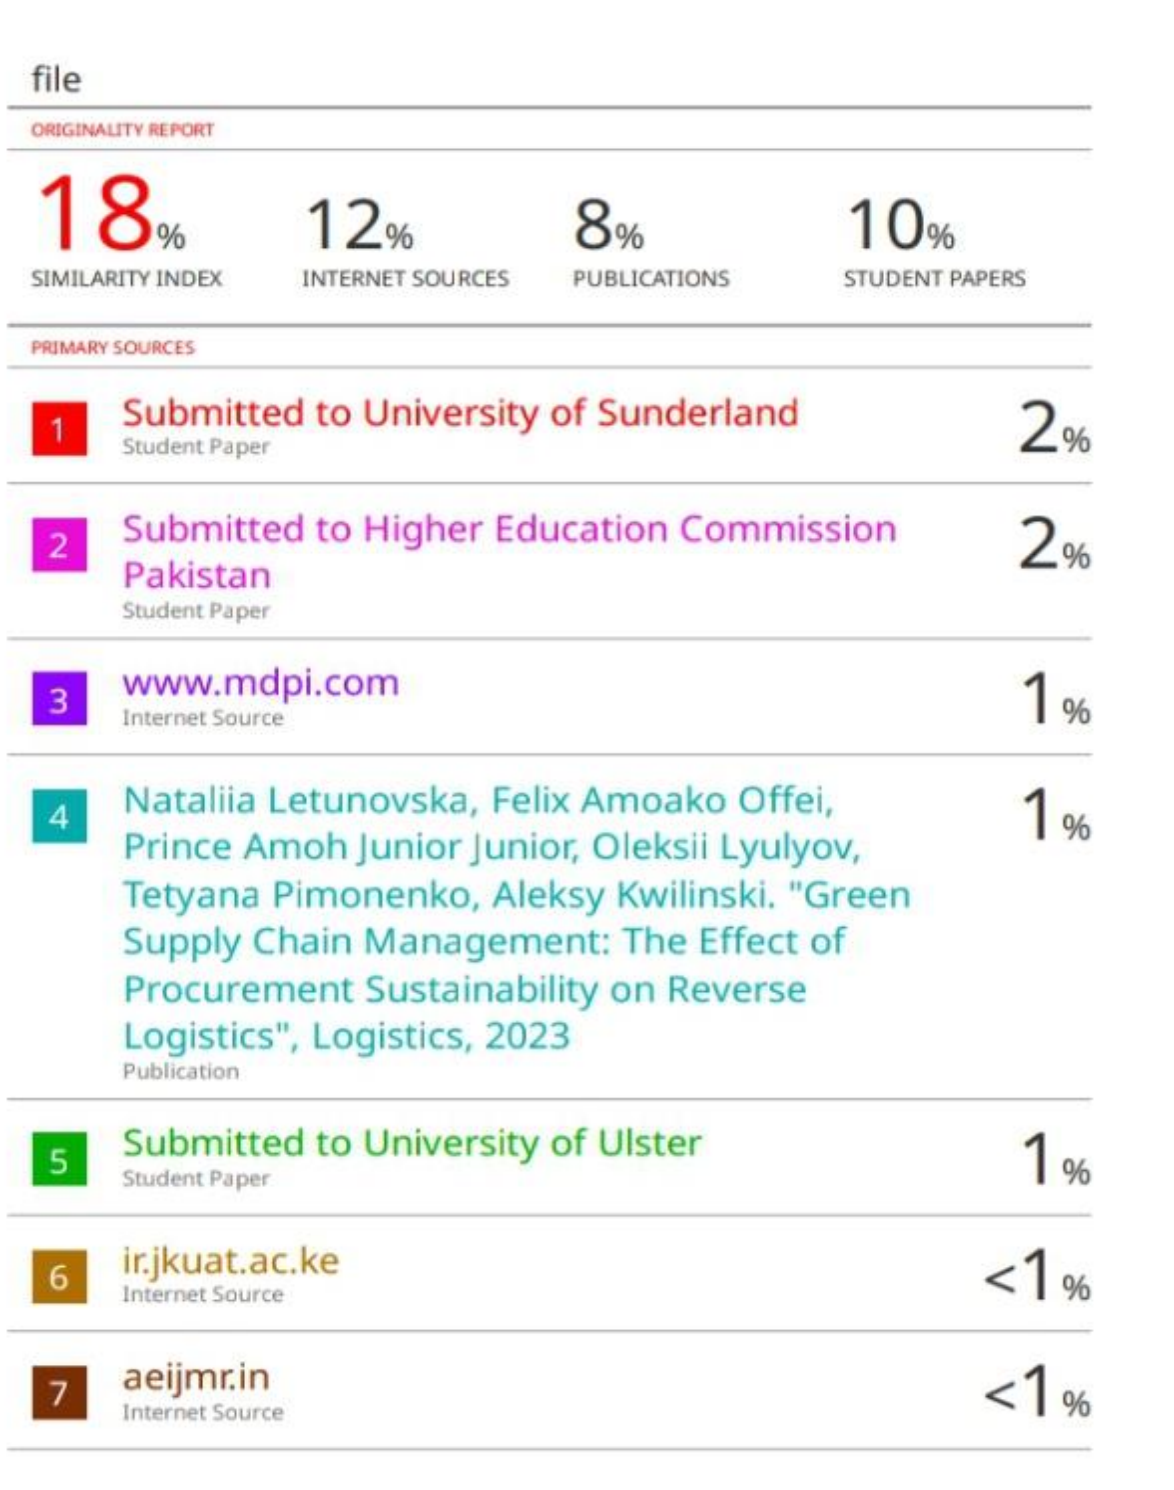 file
ORIGINALITY REPORT
18% 12% 8% 10%
SIMILARITY INDEX INTERNET SOURCES PUBLICATIONS STUDENT PAPERS
PRIMARY SOURCES
1 Submitted to University of Sunderland 2%
Student Paper
2 Submitted to Higher Education Commission 2%
Pakistan
Student Paper
3 www.mdpi.com 1%
Internet Source
4 Nataliia Letunovska, Felix Amoako Offei, 1%
Prince Amoh Junior Junior, Oleksii Lyulyov,
Tetyana Pimonenko, Aleksy Kwilinski. "Green
Supply Chain Management: The Effect of
Procurement Sustainability on Reverse
Logistics", Logistics, 2023
Publication
5 Submitted to University of Ulster 1%
Student Paper
6 ir.jkuat.ac.ke <1%
Internet Source
7 aeijmr.in <1%
Internet Source